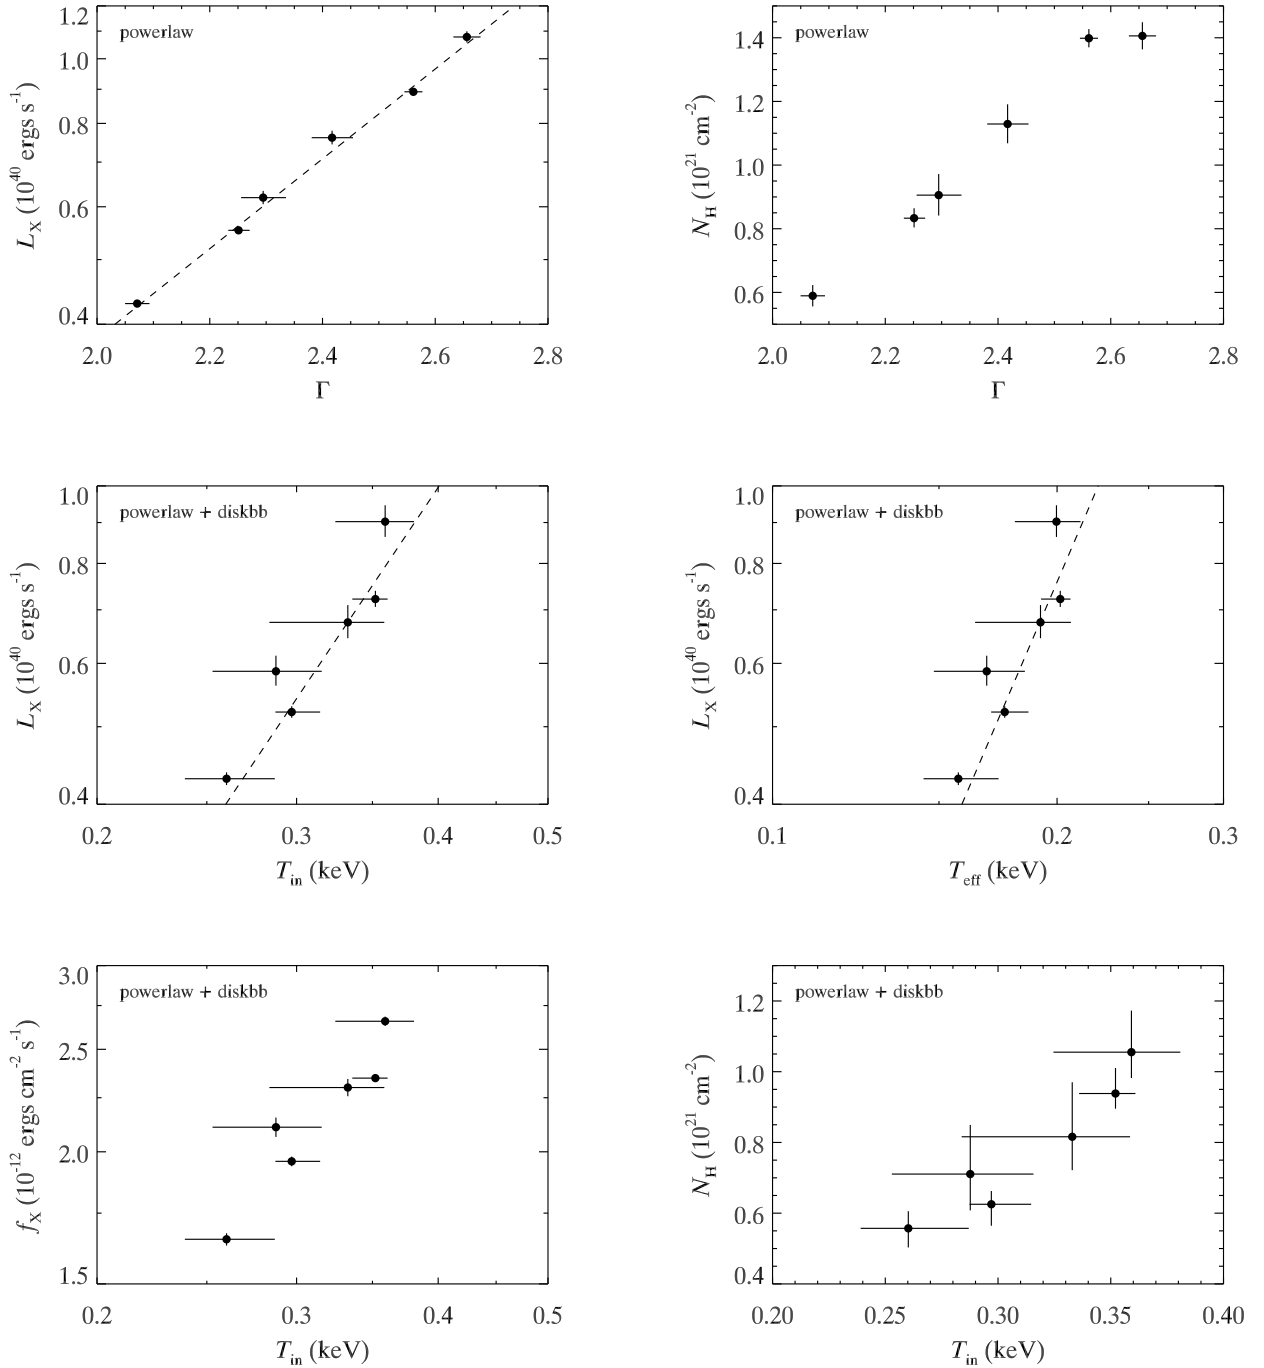 powerlaw
L_X (10^40 ergs s^-1)
1.2
1.0
0.8
0.6
0.4
2.0 2.2 2.4 2.6 2.8
Γ
powerlaw
N_H (10^21 cm^-2)
1.4
1.2
1.0
0.8
0.6
2.0 2.2 2.4 2.6 2.8
Γ
powerlaw + diskbb
L_X (10^40 ergs s^-1)
1.0
0.8
0.6
0.4
0.2 0.3 0.4 0.5
T_in (keV)
powerlaw + diskbb
L_X (10^40 ergs s^-1)
1.0
0.8
0.6
0.4
0.1 0.2 0.3
T_eff (keV)
powerlaw + diskbb
f_X (10^-12 ergs cm^-2 s^-1)
3.0
2.5
2.0
1.5
0.2 0.3 0.4 0.5
T_in (keV)
powerlaw + diskbb
N_H (10^21 cm^-2)
1.2
1.0
0.8
0.6
0.4
0.20 0.25 0.30 0.35 0.40
T_in (keV)